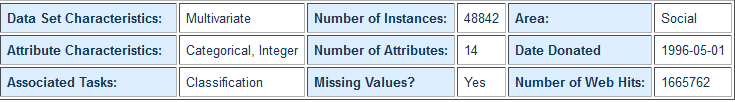 Data Set Characteristics: Multivariate Number of Instances: 48842 Area: Social
Attribute Characteristics: Categorical, Integer Number of Attributes: 14 Date Donated 1996-05-01
Associated Tasks: Classification Missing Values? Yes Number of Web Hits: 1665762